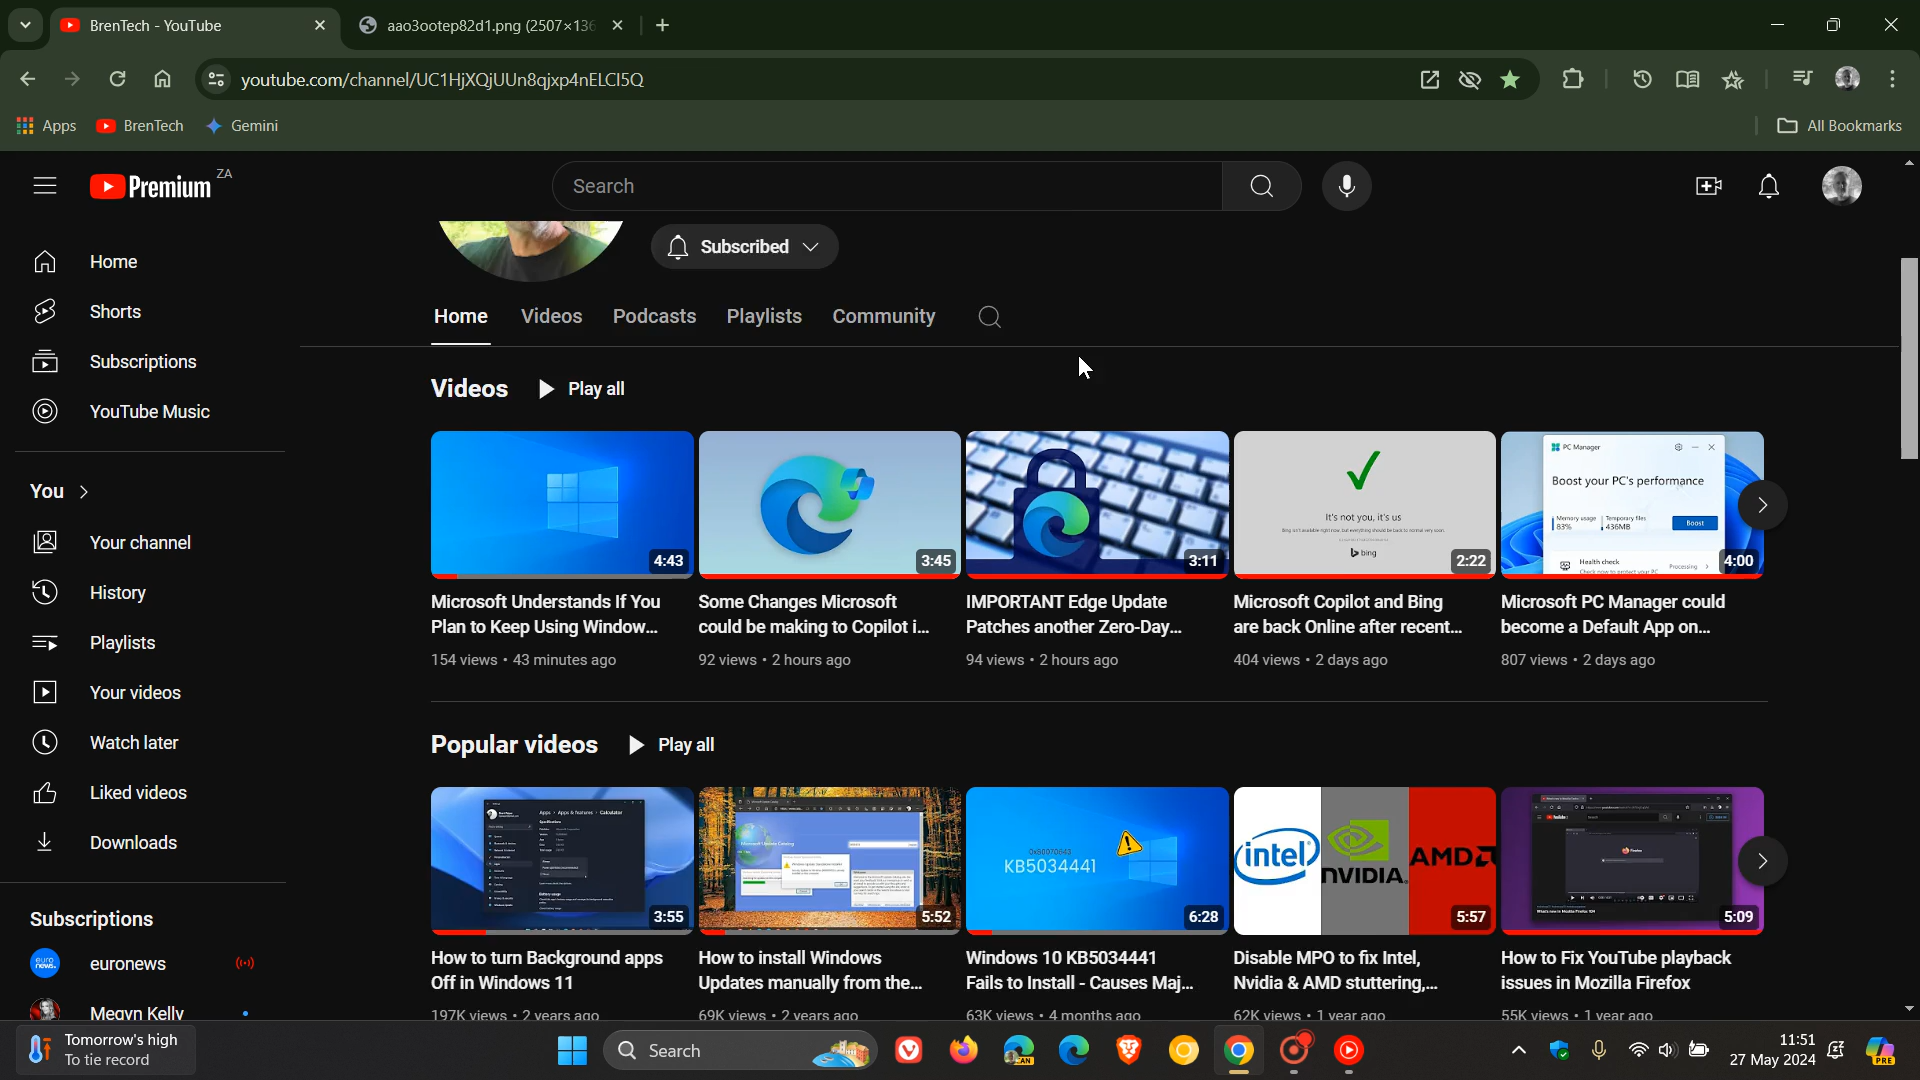 BrenTech - YouTube
aao3ootep82d1.png (2507×136
youtube.com/channel/UC1HjXQjUUn8qjxp4nELCI5Q
Apps
BrenTech
Gemini
All Bookmarks
Premium ZA
Search
Home
Shorts
Subscriptions
YouTube Music
You
Your channel
History
Playlists
Your videos
Watch later
Liked videos
Downloads
Subscriptions
euronews
Megyn Kelly
Subscribed
Home
Videos
Podcasts
Playlists
Community
Videos
Play all
4:43
Microsoft Understands If You
Plan to Keep Using Window...
154 views • 43 minutes ago
3:45
Some Changes Microsoft
could be making to Copilot i...
92 views • 2 hours ago
3:11
IMPORTANT Edge Update
Patches another Zero-Day...
94 views • 2 hours ago
It's not you, it's us
bing
2:22
Microsoft Copilot and Bing
are back Online after recent...
404 views • 2 days ago
PC Manager
Boost your PC's performance
Memory usage
83%
Temporary files
436MB
Boost
Health check
Processing
4:00
Microsoft PC Manager could
become a Default App on...
807 views • 2 days ago
Popular videos
Play all
Apps > Apps & features > Calculator
3:55
How to turn Background apps
Off in Windows 11
197K views • 2 years ago
5:52
How to install Windows
Updates manually from the...
69K views • 2 years ago
KB5034441
6:28
Windows 10 KB5034441
Fails to Install - Causes Maj...
63K views • 4 months ago
intel
NVIDIA.
AMD
5:57
Disable MPO to fix Intel,
Nvidia & AMD stuttering,...
62K views • 1 year ago
5:09
How to Fix YouTube playback
issues in Mozilla Firefox
55K views • 1 year ago
Tomorrow's high
To tie record
Search
11:51
27 May 2024
PRE